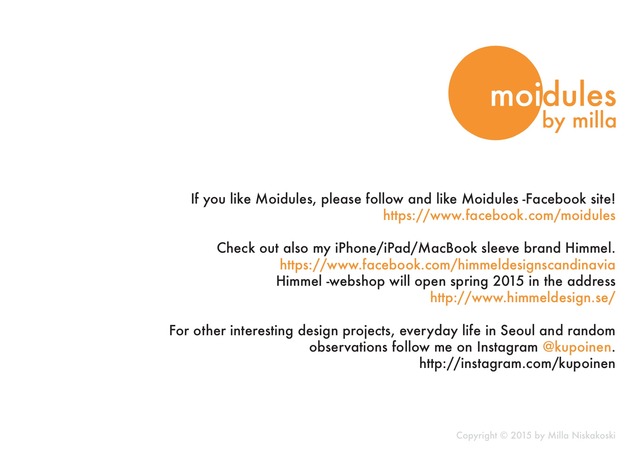 moidules
by milla
If you like Moidules, please follow and like Moidules -Facebook site!
https://www.facebook.com/moidules
Check out also my iPhone/iPad/MacBook sleeve brand Himmel.
https://www.facebook.com/himmeldesignscandinavia
Himmel -webshop will open spring 2015 in the address
http://www.himmeldesign.se/
For other interesting design projects, everyday life in Seoul and random
observations follow me on Instagram @kupoinen.
http://instagram.com/kupoinen
Copyright © 2015 by Milla Niskakoski